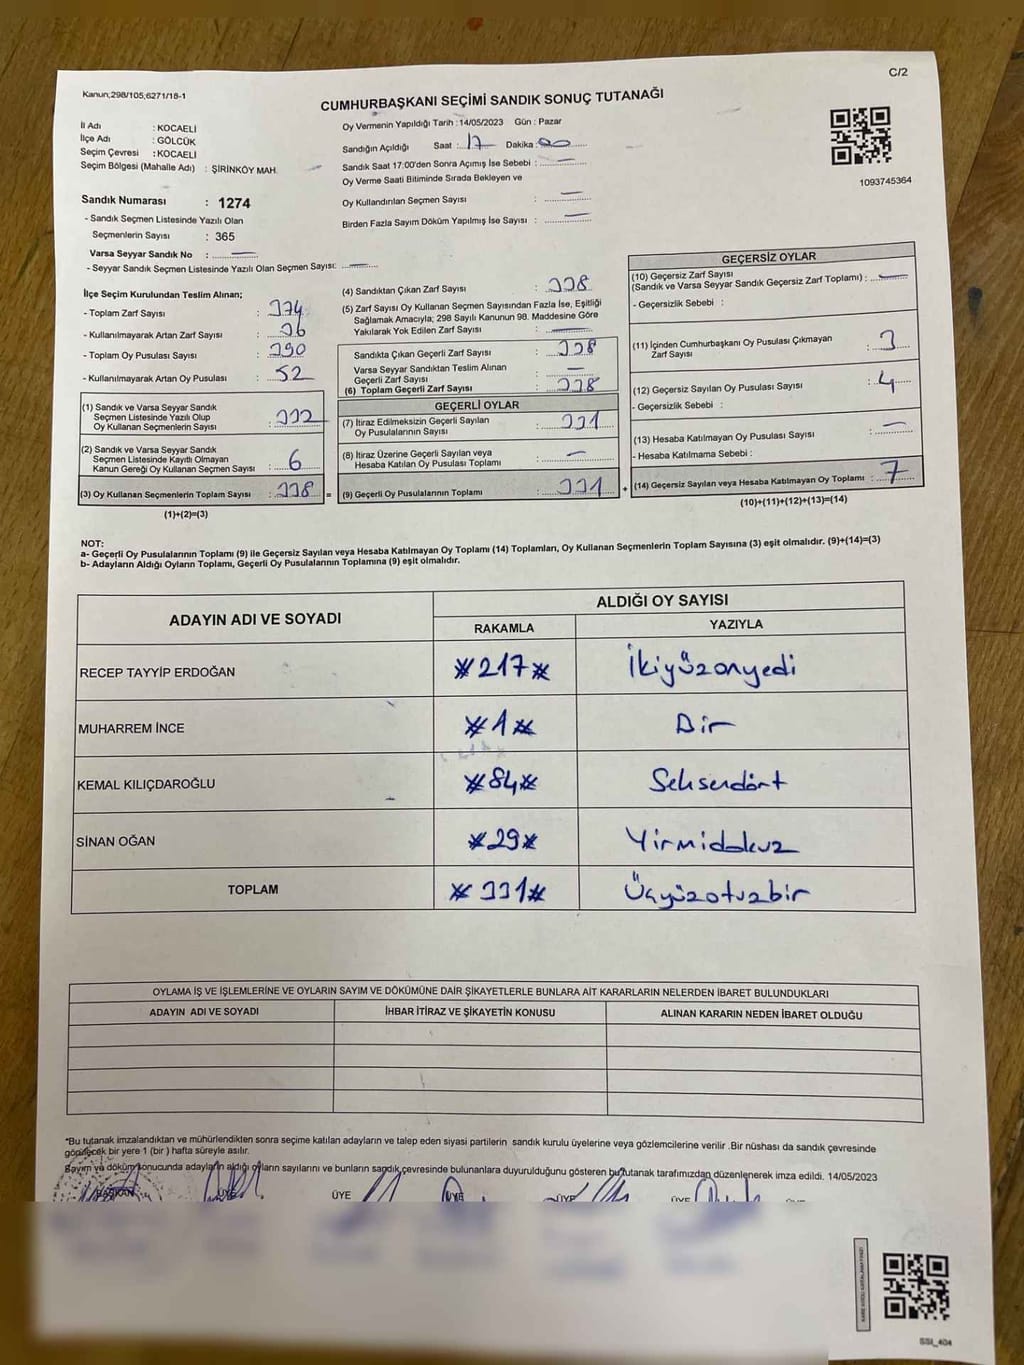 C/2
Kanun;298/105;6271/18-1
CUMHURBAŞKANI SEÇİMİ SANDIK SONUÇ TUTANAĞI
İl Adı : KOCAELİ
İlçe Adı : GÖLCÜK
Seçim Çevresi : KOCAELİ
Seçim Bölgesi (Mahalle Adı) : ŞİRİNKÖY MAH.
Oy Vermenin Yapıldığı Tarih :14/05/2023 Gün : Pazar
Sandığın Açıldığı Saat : 17 Dakika : 00
Sandık Saat 17:00'den Sonra Açımış İse Sebebi : —
Oy Verme Saati Bitiminde Sırada Bekleyen ve
Oy Kullandırılan Seçmen Sayısı : —
Birden Fazla Sayım Döküm Yapılmış İse Sayısı : —
1093745364
Sandık Numarası : 1274
- Sandık Seçmen Listesinde Yazılı Olan
Seçmenlerin Sayısı : 365
Varsa Seyyar Sandık No : —
- Seyyar Sandık Seçmen Listesinde Yazılı Olan Seçmen Sayısı: —
İlçe Seçim Kurulundan Teslim Alınan;
- Toplam Zarf Sayısı : 374
- Kullanılmayarak Artan Zarf Sayısı : 36
- Toplam Oy Pusulası Sayısı : 390
- Kullanılmayarak Artan Oy Pusulası : 52
(1) Sandık ve Varsa Seyyar Sandık
Seçmen Listesinde Yazılı Olup
Oy Kullanan Seçmenlerin Sayısı : 332
(2) Sandık ve Varsa Seyyar Sandık
Seçmen Listesinde Kayıtlı Olmayan
Kanun Gereği Oy Kullanan Seçmen Sayısı : 6
(3) Oy Kullanan Seçmenlerin Toplam Sayısı : 338 =
(1)+(2)=(3)
(4) Sandıktan Çıkan Zarf Sayısı : 338
(5) Zarf Sayısı Oy Kullanan Seçmen Sayısından Fazla İse, Eşitliği
Sağlamak Amacıyla; 298 Sayılı Kanunun 98. Maddesine Göre
Yakılarak Yok Edilen Zarf Sayısı : —
Sandıkta Çıkan Geçerli Zarf Sayısı : 338
Varsa Seyyar Sandıktan Teslim Alınan
Geçerli Zarf Sayısı : —
(6) Toplam Geçerli Zarf Sayısı : 338
GEÇERLİ OYLAR
(7) İtiraz Edilmeksizin Geçerli Sayılan
Oy Pusulalarının Sayısı : 331
(8) İtiraz Üzerine Geçerli Sayılan veya
Hesaba Katılan Oy Pusulası Toplamı : —
(9) Geçerli Oy Pusulalarının Toplamı : 331 +
GEÇERSİZ OYLAR
(10) Geçersiz Zarf Sayısı
(Sandık ve Varsa Seyyar Sandık Geçersiz Zarf Toplamı) : —
- Geçersizlik Sebebi :
(11) İçinden Cumhurbaşkanı Oy Pusulası Çıkmayan
Zarf Sayısı : 3
(12) Geçersiz Sayılan Oy Pusulası Sayısı : 4
- Geçersizlik Sebebi :
(13) Hesaba Katılmayan Oy Pusulası Sayısı : —
- Hesaba Katılmama Sebebi :
(14) Geçersiz Sayılan veya Hesaba Katılmayan Oy Toplamı : 7
(10)+(11)+(12)+(13)=(14)
NOT:
a- Geçerli Oy Pusulalarının Toplamı (9) ile Geçersiz Sayılan veya Hesaba Katılmayan Oy Toplamı (14) Toplamları, Oy Kullanan Seçmenlerin Toplam Sayısına (3) eşit olmalıdır. (9)+(14)=(3)
b- Adayların Aldığı Oyların Toplamı, Geçerli Oy Pusulalarının Toplamına (9) eşit olmalıdır.
ADAYIN ADI VE SOYADI ALDIĞI OY SAYISI
RAKAMLA YAZIYLA
RECEP TAYYİP ERDOĞAN *217* İkiyüzonyedi
MUHARREM İNCE *1* Bir
KEMAL KILIÇDAROĞLU *84* Seksendört
SİNAN OĞAN *29* Yirmidokuz
TOPLAM *331* Üçyüzotuzbir
OYLAMA İŞ VE İŞLEMLERİNE VE OYLARIN SAYIM VE DÖKÜMÜNE DAİR ŞİKAYETLERLE BUNLARA AİT KARARLARIN NELERDEN İBARET BULUNDUKLARI
ADAYIN ADI VE SOYADI İHBAR İTİRAZ VE ŞİKAYETİN KONUSU ALINAN KARARIN NEDEN İBARET OLDUĞU
*Bu tutanak imzalandıktan ve mühürlendikten sonra seçime katılan adayların ve talep eden siyasi partilerin sandık kurulu üyelerine veya gözlemcilerine verilir .Bir nüshası da sandık çevresinde
görülecek bir yere 1 (bir ) hafta süreyle asılır.
Sayım ve döküm sonucunda adayların aldığı oyların sayılarını ve bunların sandık çevresinde bulunanlara duyurulduğunu gösteren bu tutanak tarafımızdan düzenlenerek imza edildi. 14/05/2023
BAŞKAN ÜYE ÜYE ÜYE ÜYE ÜYE
SSI_404